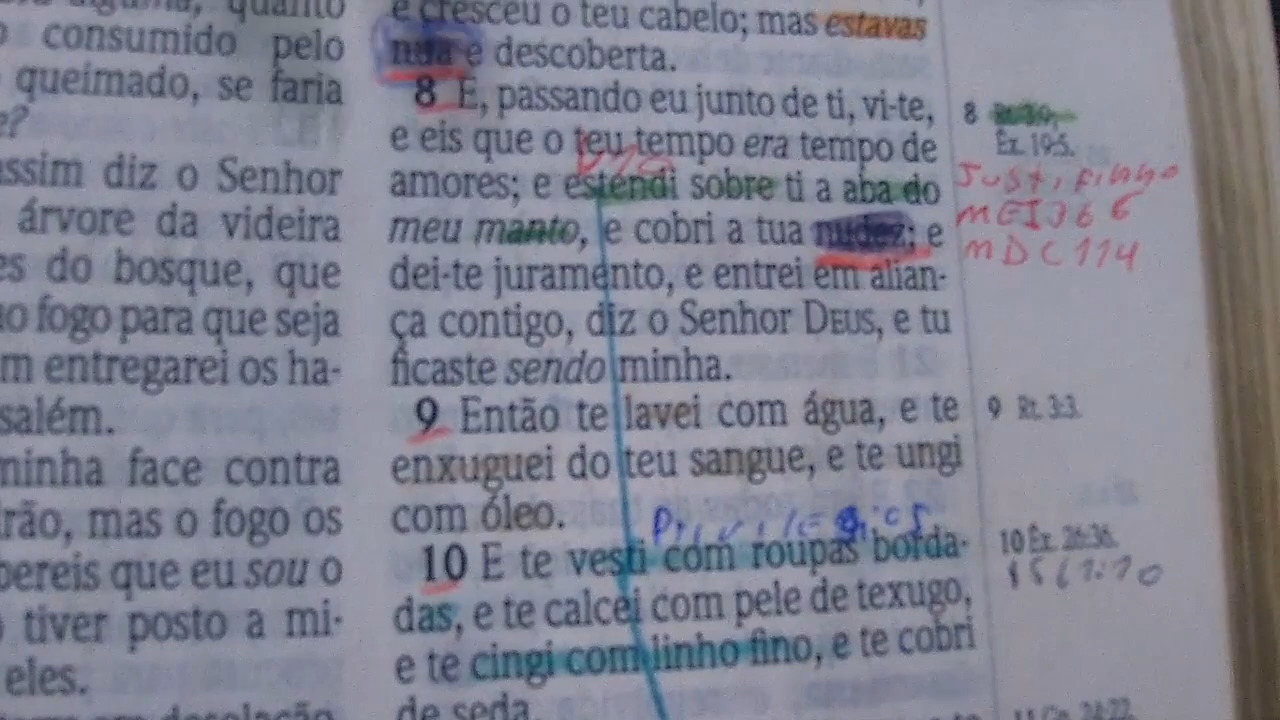 quanto
consumido pelo
queimado, se faria
assim diz o Senhor
árvore da videira
do bosque, que
fogo para que seja
entregarei os ha-
salém.
minha face contra
mas o fogo os
que eu sou o
tiver posto a mi-
eles.
e cresceu o teu cabelo; mas estavas
nua e descoberta.
8 E, passando eu junto de ti, vi-te,
e eis que o teu tempo era tempo de
amores; e estendi sobre ti a aba do
meu manto, e cobri a tua nudez; e
dei-te juramento, e entrei em alian-
ça contigo, diz o Senhor DEUS, e tu
ficaste sendo minha.
9 Então te lavei com água, e te
enxuguei do teu sangue, e te ungi
com óleo.
Privilégios
10 E te vesti com roupas borda-
das, e te calcei com pele de texugo,
e te cingi com linho fino, e te cobri
de seda.
8
Êx. 19:5.
MEJ 366
MDC 114
9 Rt. 3:3.
10 Êx. 26:36.